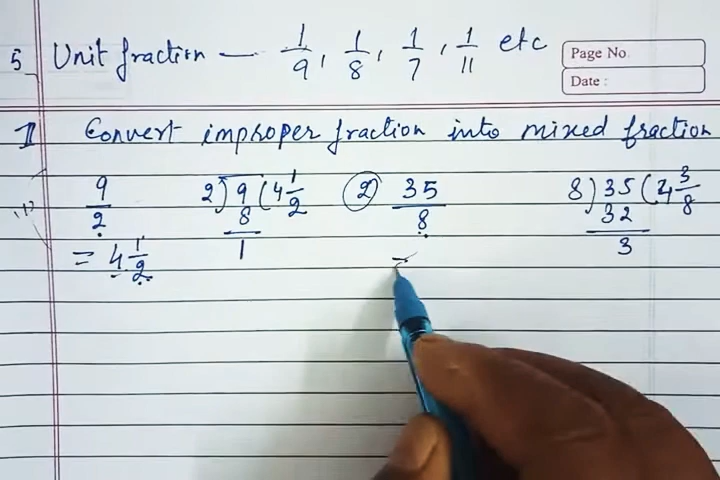 5 Unit fraction — 1/9, 1/8, 1/7, 1/11 etc
Page No.
Date :
I Convert improper fraction into mixed fraction
9/2 2)9(4 1/2 (2) 35/8 8)35(4 3/8
8 32
1 3
= 4 1/2 =